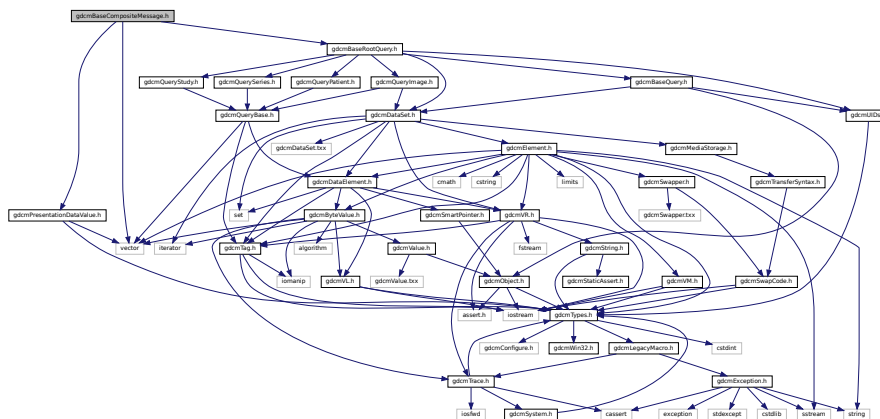 gdcmBaseCompositeMessage.h
gdcmBaseRootQuery.h
gdcmQueryStudy.h
gdcmQuerySeries.h
gdcmQueryPatient.h
gdcmQueryImage.h
gdcmBaseQuery.h
gdcmQueryBase.h
gdcmDataSet.h
gdcmUIDs
gdcmDataSet.txx
gdcmElement.h
gdcmMediaStorage.h
gdcmDataElement.h
cmath
cstring
limits
gdcmSwapper.h
gdcmTransferSyntax.h
gdcmPresentationDataValue.h
set
gdcmByteValue.h
gdcmSmartPointer.h
gdcmVR.h
gdcmSwapper.txx
vector
iterator
gdcmTag.h
algorithm
gdcmValue.h
fstream
gdcmString.h
iomanip
gdcmVL.h
gdcmValue.txx
gdcmObject.h
gdcmStaticAssert.h
gdcmVM.h
gdcmSwapCode.h
assert.h
iostream
gdcmTypes.h
gdcmConfigure.h
gdcmWin32.h
gdcmLegacyMacro.h
cstdint
gdcmTrace.h
gdcmException.h
iosfwd
gdcmSystem.h
cassert
exception
stdexcept
cstdlib
sstream
string